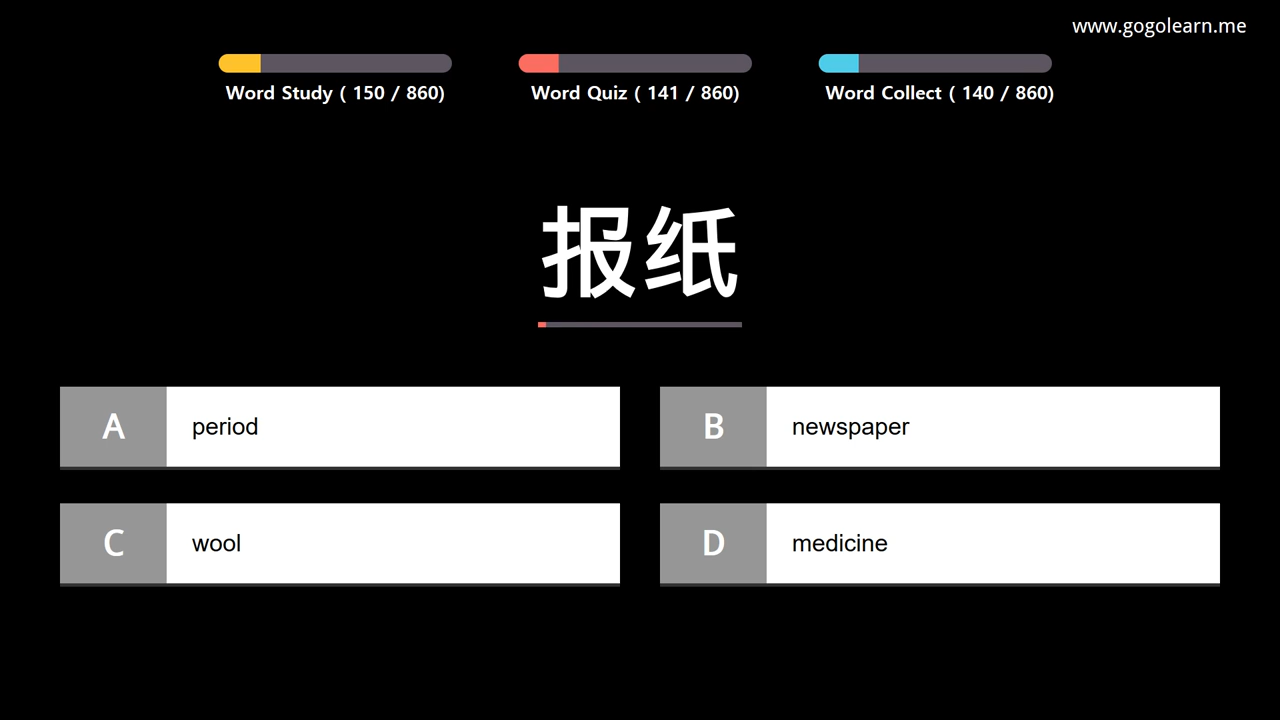 www.gogolearn.me
Word Study ( 150 / 860)
Word Quiz ( 141 / 860)
Word Collect ( 140 / 860)
报纸
A period
B newspaper
C wool
D medicine